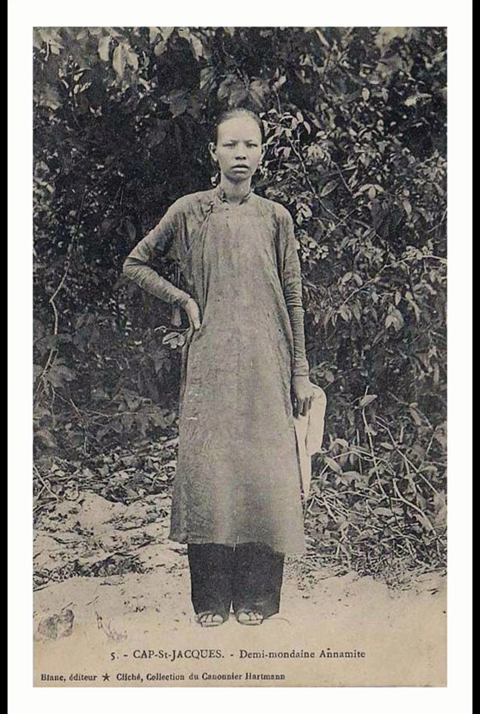 5. - CAP-St-JACQUES. - Demi-mondaine Annamite
Blanc, éditeur ★ Cliché, Collection du Canonnier Hartmann